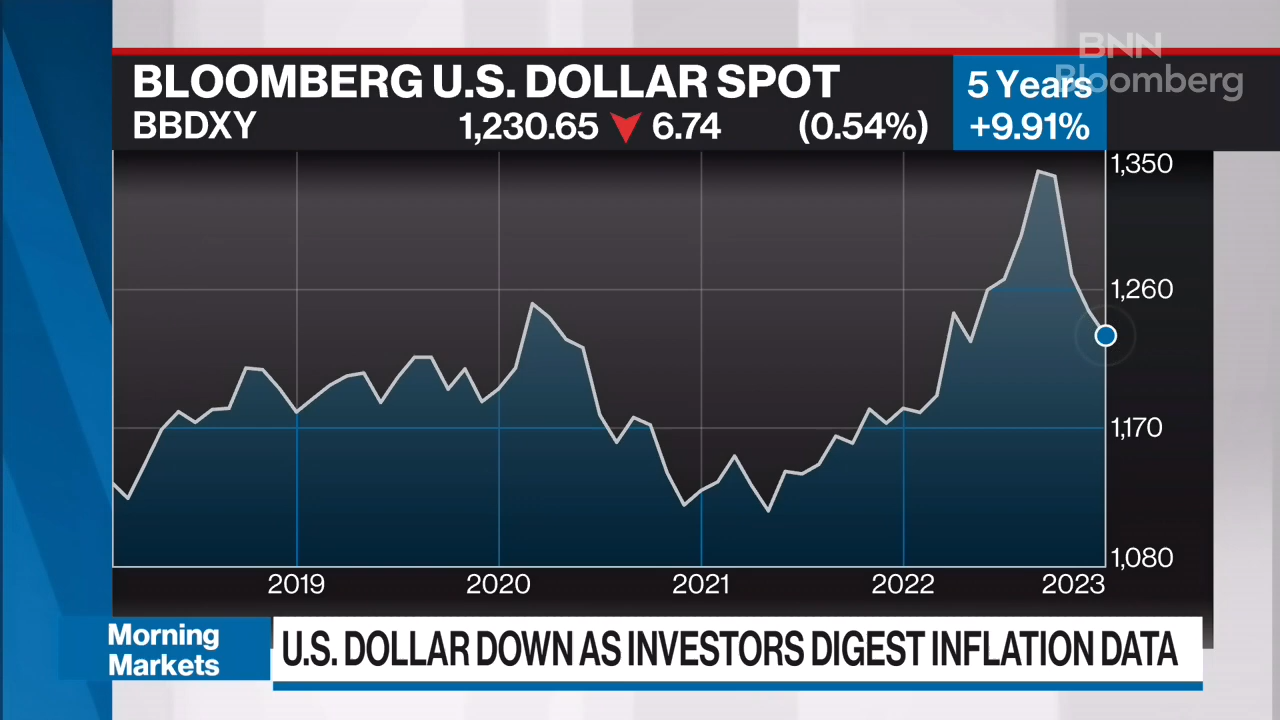 BNN
Bloomberg
BLOOMBERG U.S. DOLLAR SPOT
5 Years
BBDXY 1,230.65 6.74 (0.54%)
+9.91%
1,350
1,260
1,170
1,080
2019 2020 2021 2022 2023
Morning
Markets
U.S. DOLLAR DOWN AS INVESTORS DIGEST INFLATION DATA